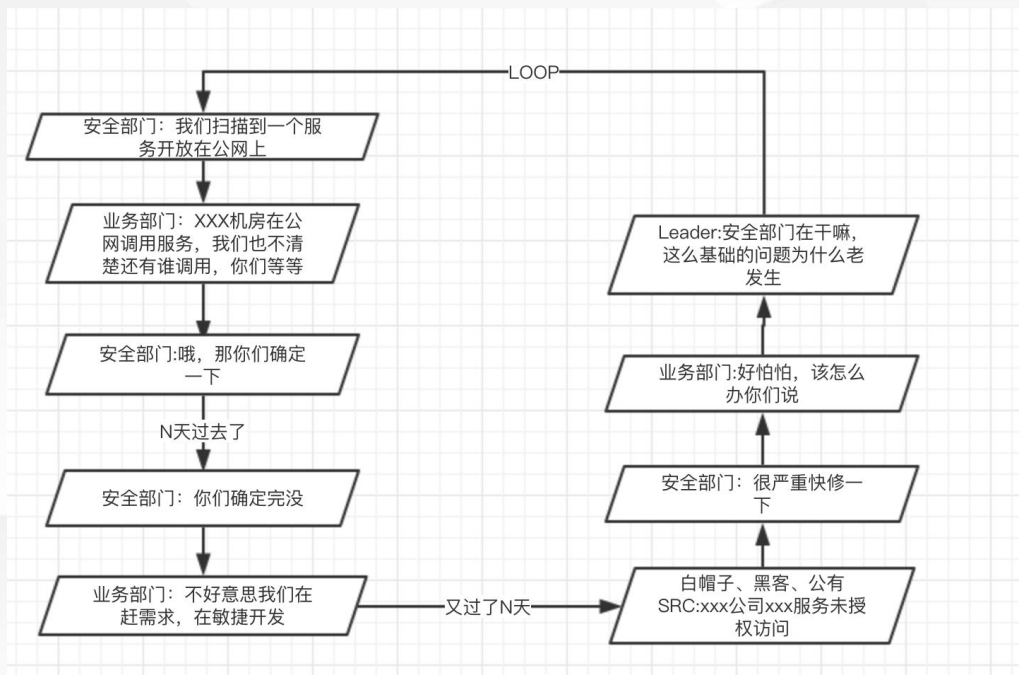 LOOP
安全部门：我们扫描到一个服
务开放在公网上
业务部门：XXX机房在公
网调用服务，我们也不清
楚还有谁调用，你们等等
安全部门:哦，那你们确定
一下
N天过去了
安全部门：你们确定完没
业务部门：不好意思我们在
赶需求，在敏捷开发
又过了N天
白帽子、黑客、公有
SRC:xxx公司xxx服务未授
权访问
安全部门：很严重快修一
下
业务部门:好怕怕，该怎么
办你们说
Leader:安全部门在干嘛，
这么基础的问题为什么老
发生